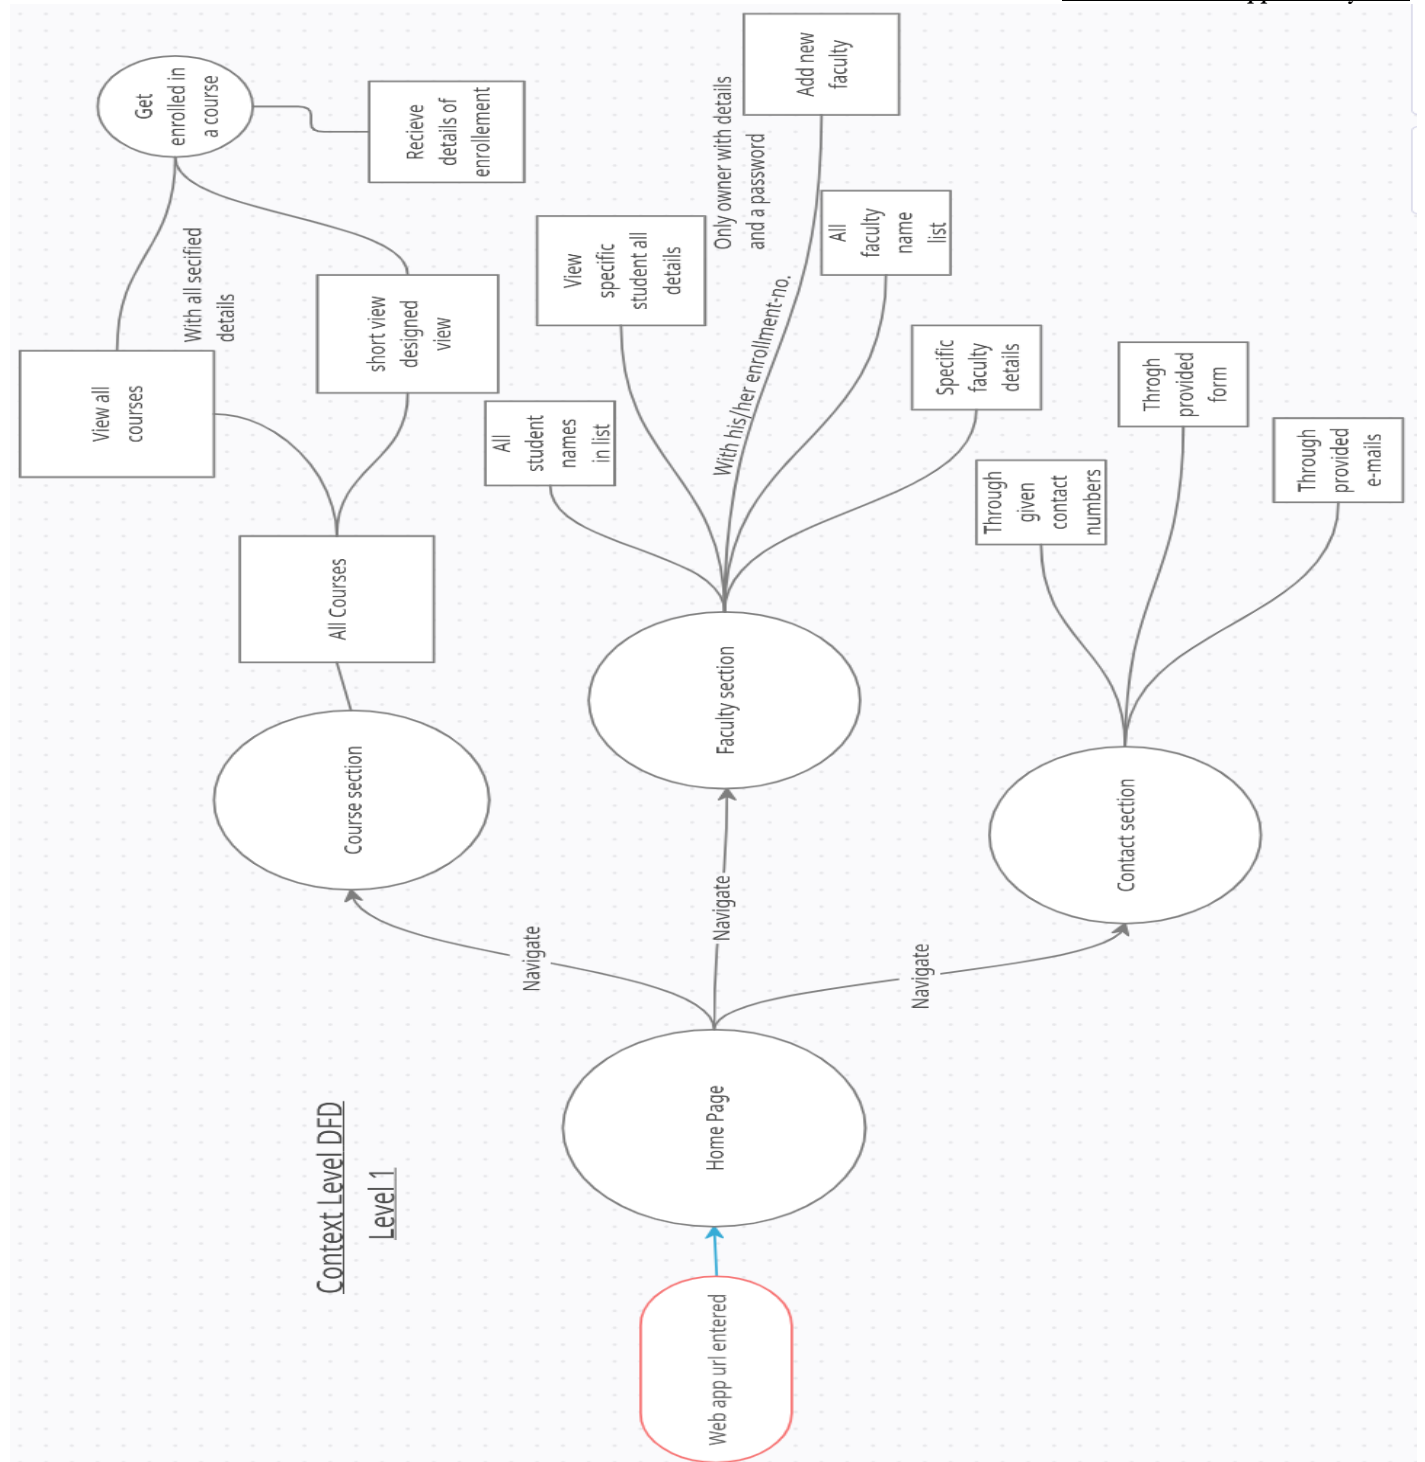 Context Level DFD
Level 1
Web app url entered
Home Page
Navigate
Navigate
Navigate
Course section
All Courses
View all
courses
With all secified
details
short view
designed
view
Get
enrolled in
a course
Recieve
details of
enrollement
Faculty section
All
student
names
in list
View
specific
student all
details
With his/her enrollment-no.
Only owner with details
and a password
Add new
faculty
All
faculty
name
list
Specific
faculty
details
Contact section
Through
given
contact
numbers
Throgh
provided
form
Through
provided
e-mails